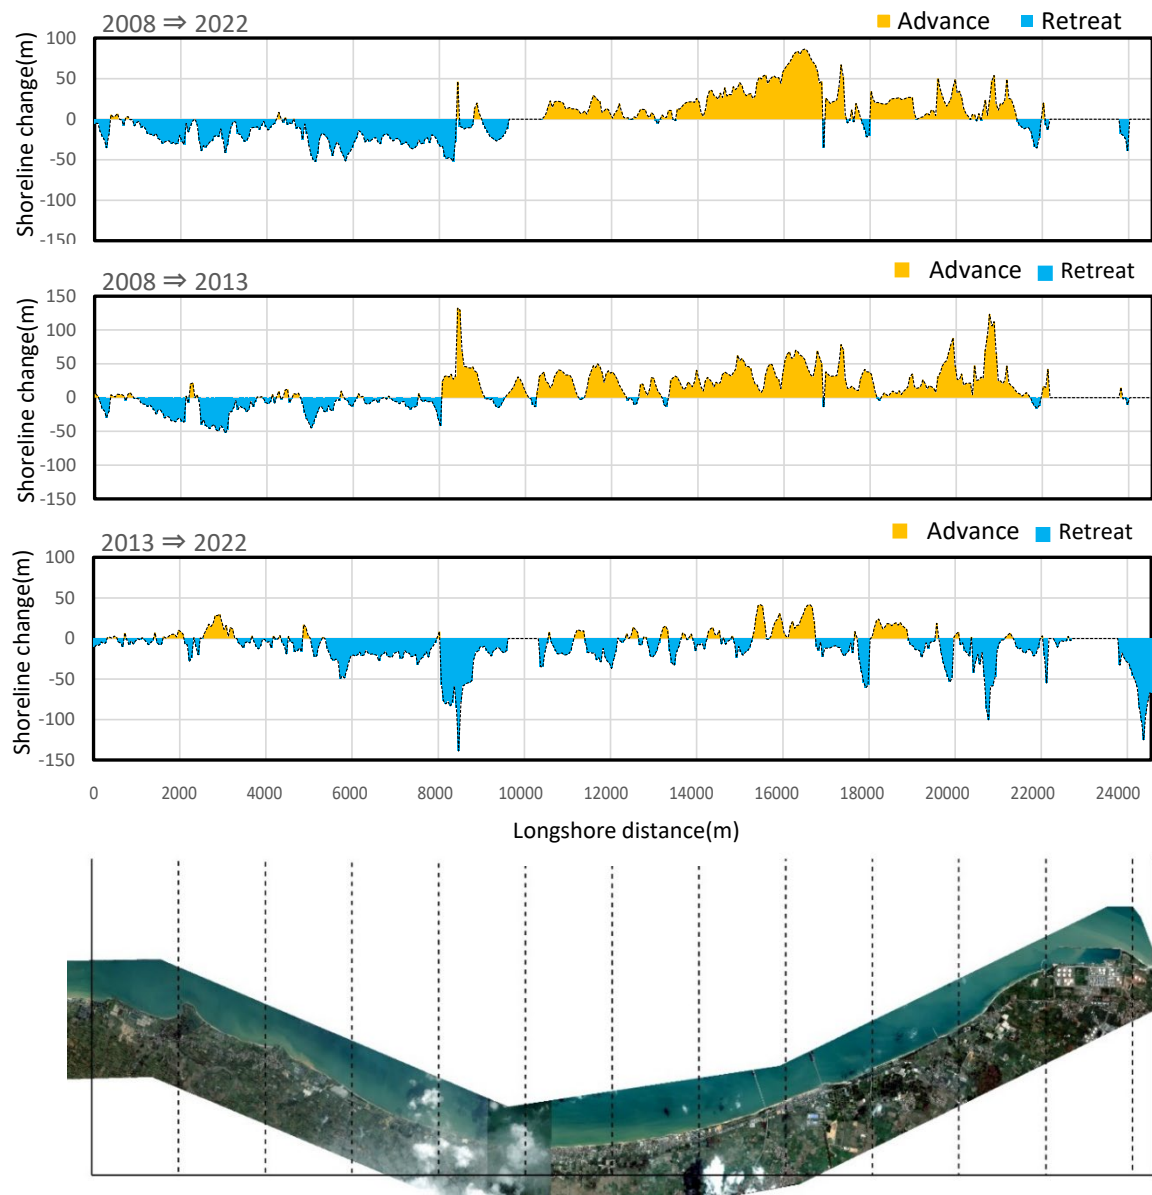 2008 ⇒ 2022
Advance
Retreat
Shoreline change(m)
100
50
0
-50
-100
-150
2008 ⇒ 2013
Advance
Retreat
Shoreline change(m)
150
100
50
0
-50
-100
-150
2013 ⇒ 2022
Advance
Retreat
Shoreline change(m)
100
50
0
-50
-100
-150
0 2000 4000 6000 8000 10000 12000 14000 16000 18000 20000 22000 24000
Longshore distance(m)